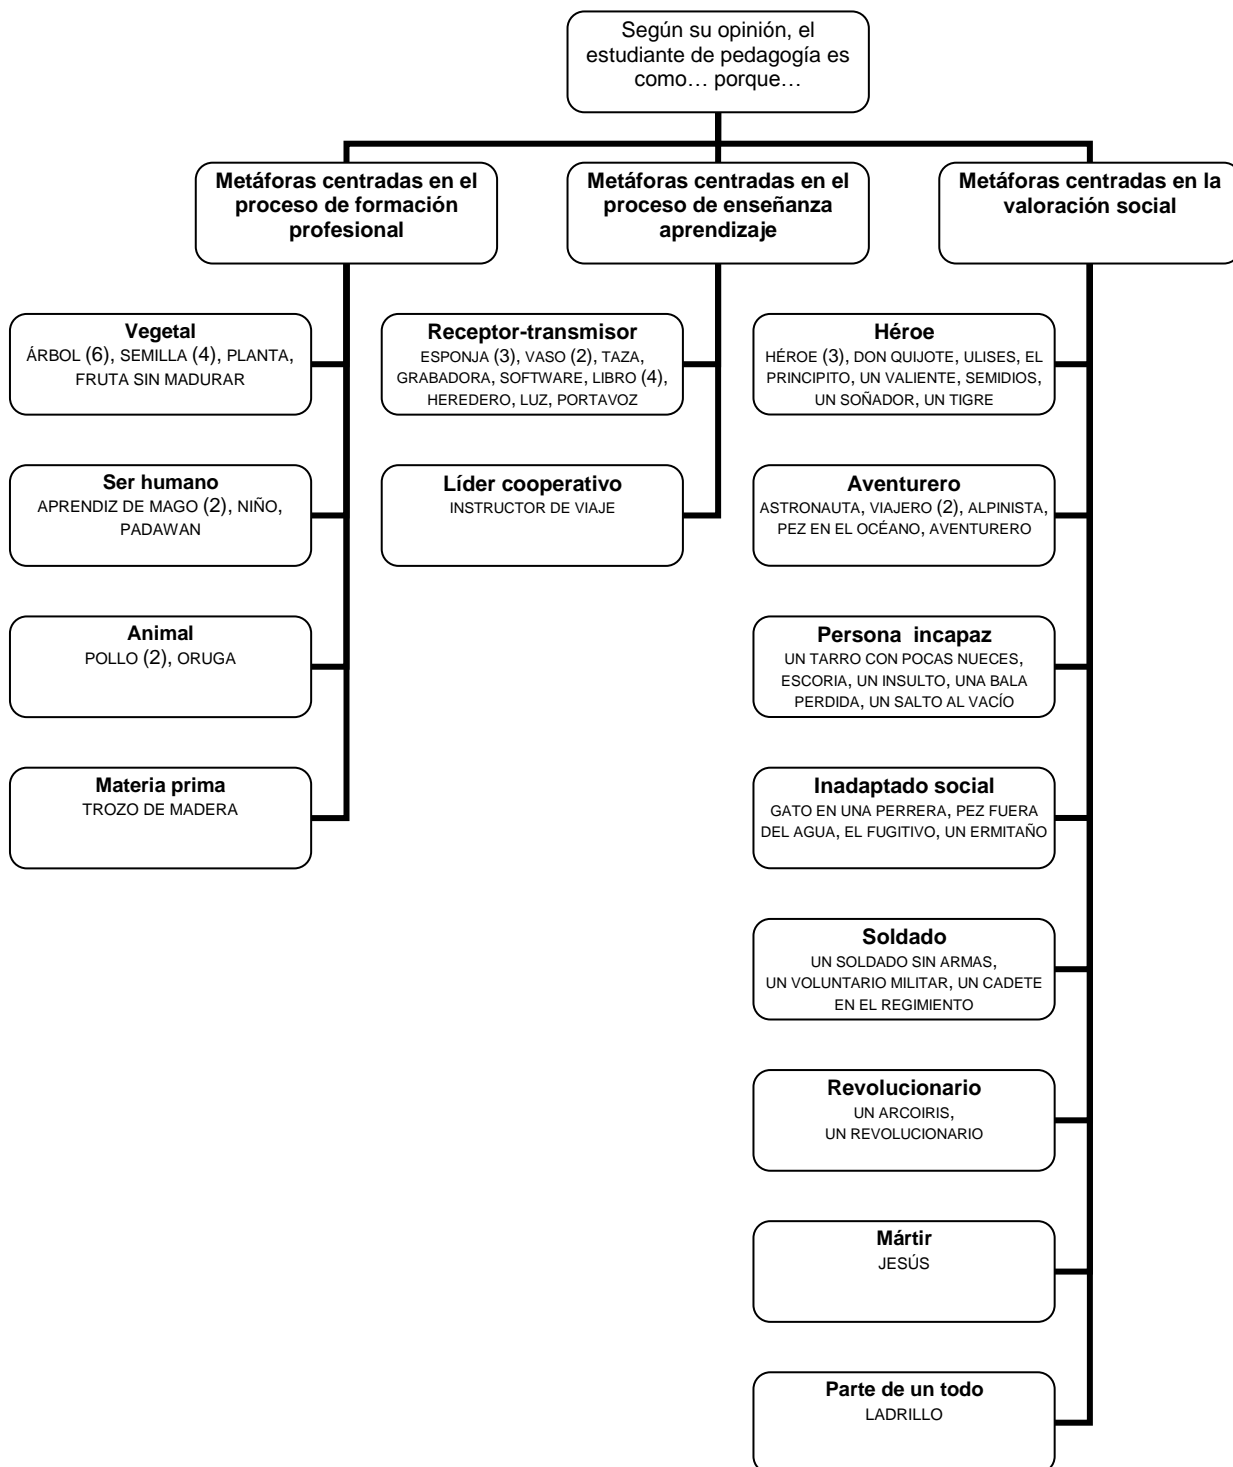 Según su opinión, el
estudiante de pedagogía es
como… porque…
Metáforas centradas en el
proceso de formación
profesional
Vegetal
ÁRBOL (6), SEMILLA (4), PLANTA,
FRUTA SIN MADURAR
Ser humano
APRENDIZ DE MAGO (2), NIÑO,
PADAWAN
Animal
POLLO (2), ORUGA
Materia prima
TROZO DE MADERA
Metáforas centradas en el
proceso de enseñanza
aprendizaje
Receptor-transmisor
ESPONJA (3), VASO (2), TAZA,
GRABADORA, SOFTWARE, LIBRO (4),
HEREDERO, LUZ, PORTAVOZ
Líder cooperativo
INSTRUCTOR DE VIAJE
Metáforas centradas en la
valoración social
Héroe
HÉROE (3), DON QUIJOTE, ULISES, EL
PRINCIPITO, UN VALIENTE, SEMIDIOS,
UN SOÑADOR, UN TIGRE
Aventurero
ASTRONAUTA, VIAJERO (2), ALPINISTA,
PEZ EN EL OCÉANO, AVENTURERO
Persona incapaz
UN TARRO CON POCAS NUECES,
ESCORIA, UN INSULTO, UNA BALA
PERDIDA, UN SALTO AL VACÍO
Inadaptado social
GATO EN UNA PERRERA, PEZ FUERA
DEL AGUA, EL FUGITIVO, UN ERMITAÑO
Soldado
UN SOLDADO SIN ARMAS,
UN VOLUNTARIO MILITAR, UN CADETE
EN EL REGIMIENTO
Revolucionario
UN ARCOIRIS,
UN REVOLUCIONARIO
Mártir
JESÚS
Parte de un todo
LADRILLO